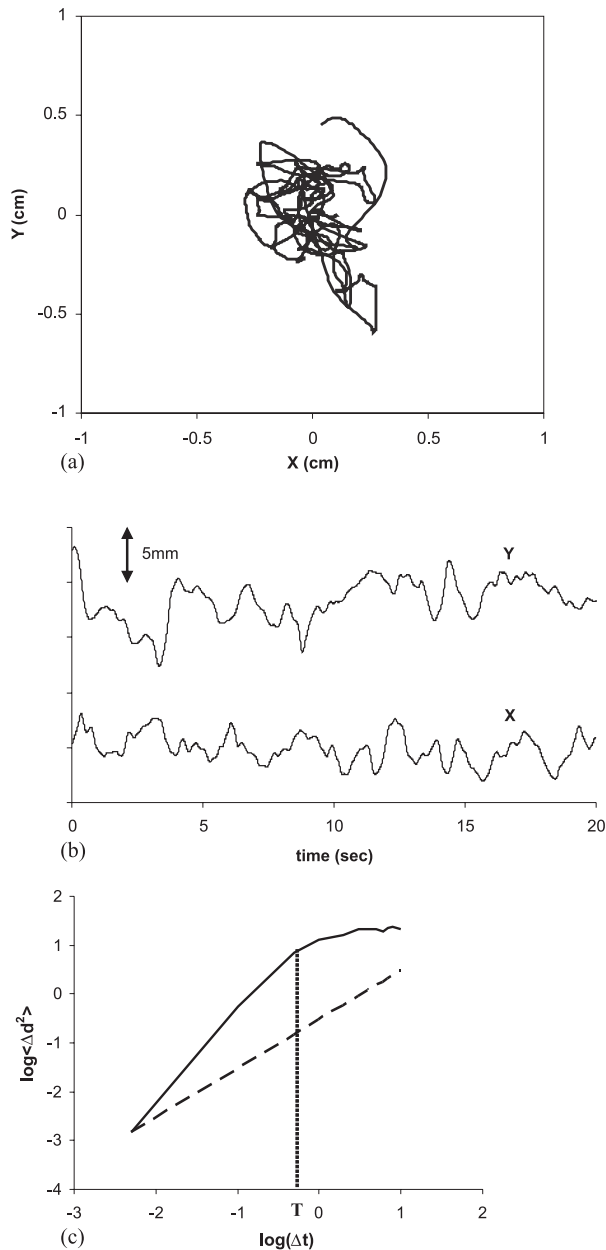 1
0.5
Y (cm)
0
-0.5
-1
-1 -0.5 0 0.5 1
X (cm)
(a)
5mm
Y
X
0 5 10 15 20
time (sec)
(b)
2
1
0
log<Δd²>
-1
-2
-3
-4
-3 -2 -1 T 0 1 2
log(Δt)
(c)